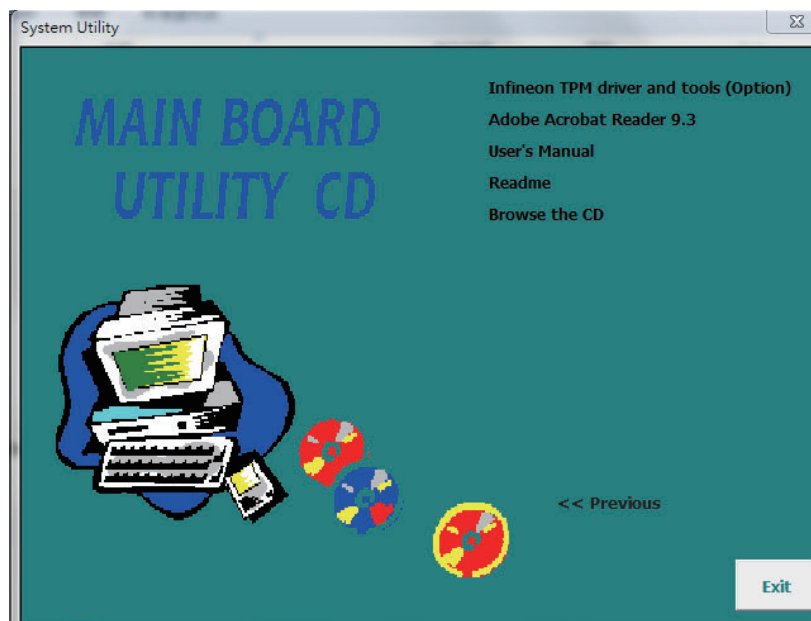 System Utility
MAIN BOARD
UTILITY CD
Infineon TPM driver and tools (Option)
Adobe Acrobat Reader 9.3
User's Manual
Readme
Browse the CD
<< Previous
Exit